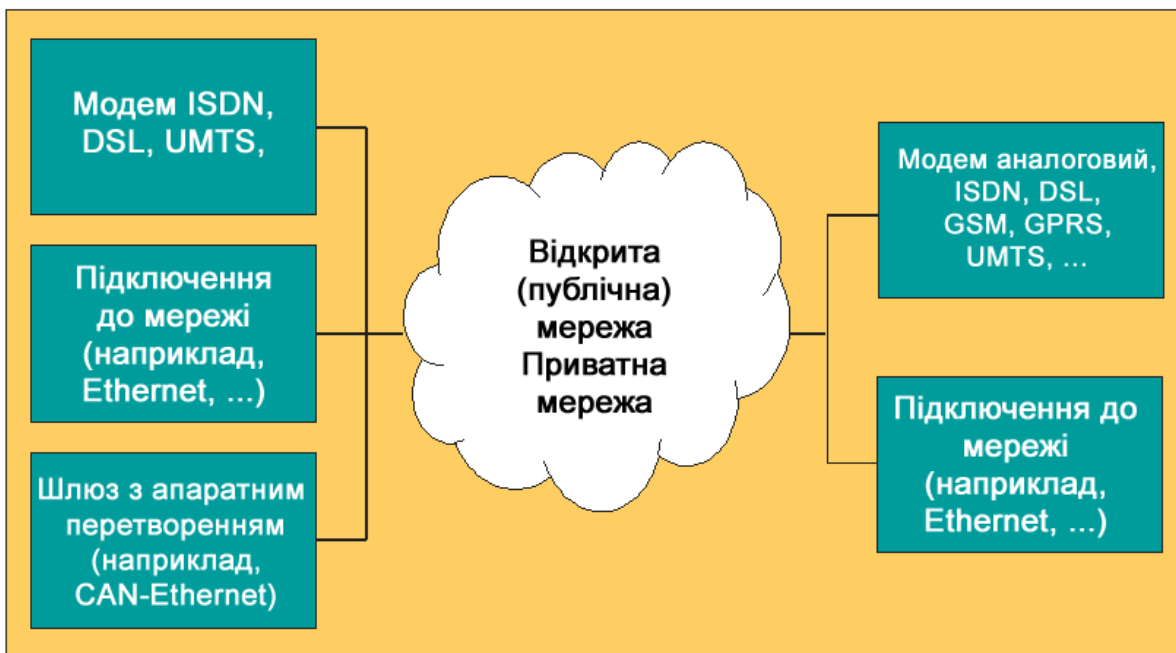 Модем ISDN,
DSL, UMTS,
Підключення
до мережі
(наприклад,
Ethernet, ...)
Шлюз з апаратним
перетворенням
(наприклад,
CAN-Ethernet)
Відкрита
(публічна)
мережа
Приватна
мережа
Модем аналоговий,
ISDN, DSL,
GSM, GPRS,
UMTS, ...
Підключення до
мережі
(наприклад,
Ethernet, ...)